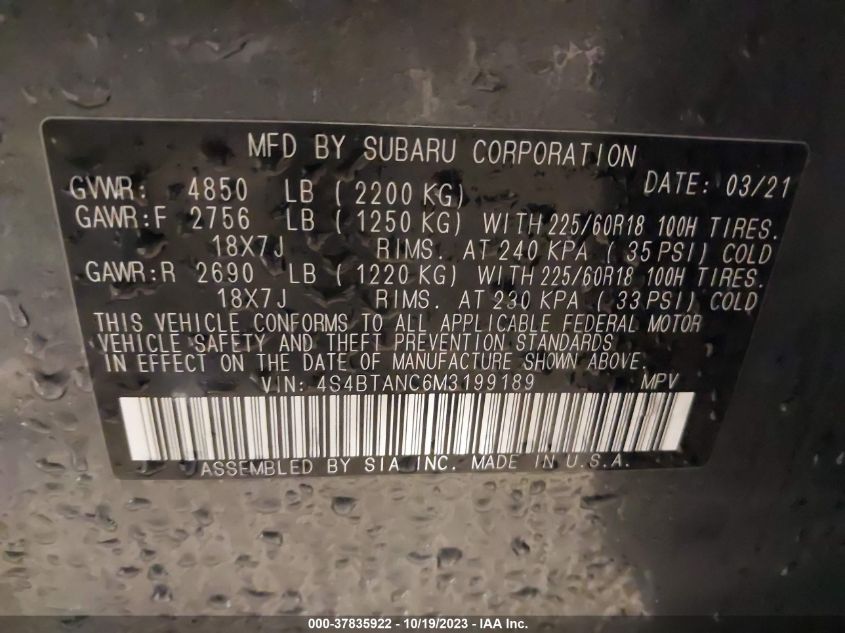 MFD BY SUBARU CORPORATION
GVWR: 4850 LB ( 2200 KG) DATE: 03/21
GAWR:F 2756 LB ( 1250 KG) WITH 225/60R18 100H TIRES.
18X7J RIMS. AT 240 KPA ( 35 PSI) COLD
GAWR:R 2690 LB ( 1220 KG) WITH 225/60R18 100H TIRES.
18X7J RIMS. AT 230 KPA ( 33 PSI) COLD
THIS VEHICLE CONFORMS TO ALL APPLICABLE FEDERAL MOTOR
VEHICLE SAFETY AND THEFT PREVENTION STANDARDS
IN EFFECT ON THE DATE OF MANUFACTURE SHOWN ABOVE.
VIN: 4S4BTANC6M3199189 MPV
ASSEMBLED BY SIA INC. MADE IN U.S.A.
000-37835922 - 10/19/2023 - IAA Inc.